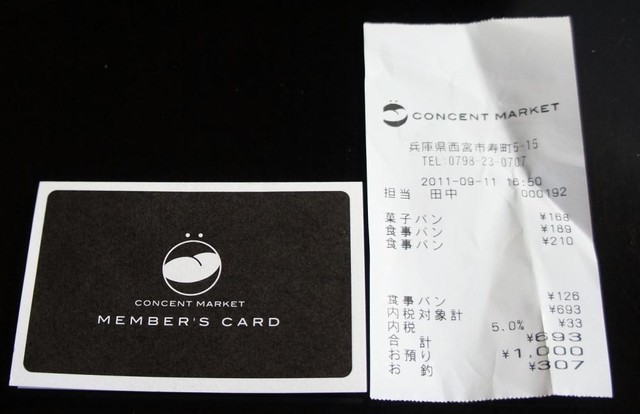 CONCENT MARKET
MEMBER'S CARD
CONCENT MARKET
兵庫県西宮市寿町5-15
TEL:0798-23-0707
2011-09-11 16:50
担当 田中 000192
菓子パン ¥168
食事パン ¥189
食事パン ¥210
食事パン ¥126
内税対象計 ¥693
内税 5.0% ¥33
合 計 ¥693
お預り ¥1,000
お 釣 ¥307